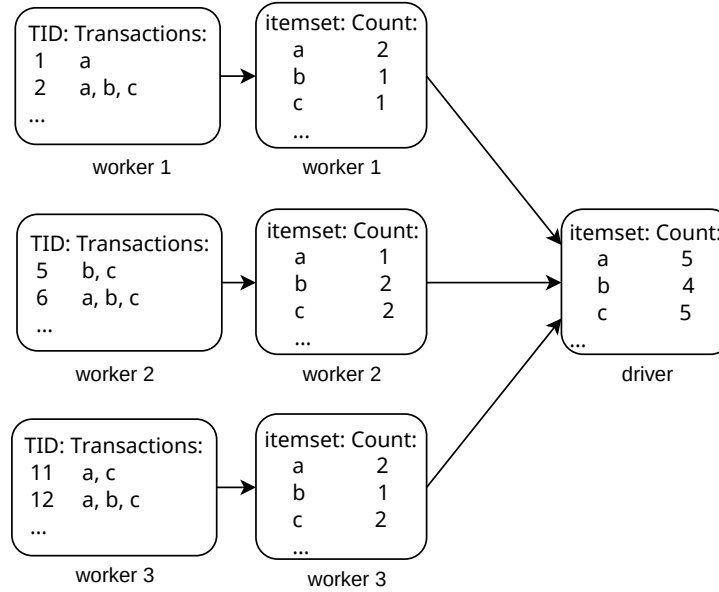 TID: Transactions:
1 a
2 a, b, c
...
worker 1
itemset: Count:
a 2
b 1
c 1
...
worker 1
TID: Transactions:
5 b, c
6 a, b, c
...
worker 2
itemset: Count:
a 1
b 2
c 2
...
worker 2
TID: Transactions:
11 a, c
12 a, b, c
...
worker 3
itemset: Count:
a 2
b 1
c 2
...
worker 3
itemset: Count:
a 5
b 4
c 5
...
driver